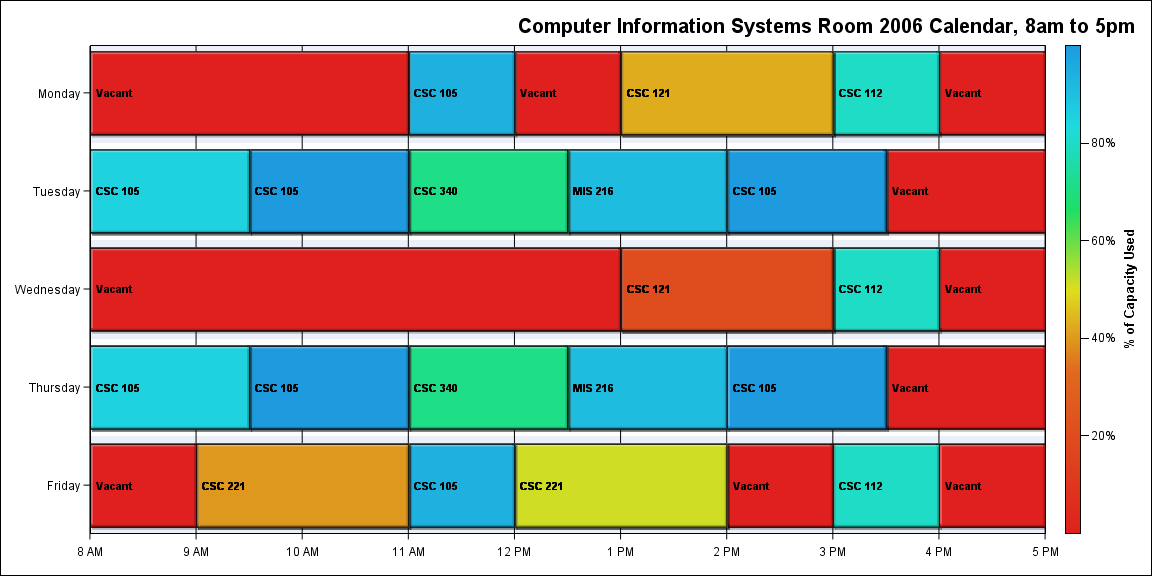 Computer Information Systems Room 2006 Calendar, 8am to 5pm
Monday
Vacant
CSC 105
Vacant
CSC 121
CSC 112
Vacant
Tuesday
CSC 105
CSC 105
CSC 340
MIS 216
CSC 105
Vacant
Wednesday
Vacant
CSC 121
CSC 112
Vacant
Thursday
CSC 105
CSC 105
CSC 340
MIS 216
CSC 105
Vacant
Friday
Vacant
CSC 221
CSC 105
CSC 221
Vacant
CSC 112
Vacant
8 AM
9 AM
10 AM
11 AM
12 PM
1 PM
2 PM
3 PM
4 PM
5 PM
80%
60%
40%
20%
% of Capacity Used